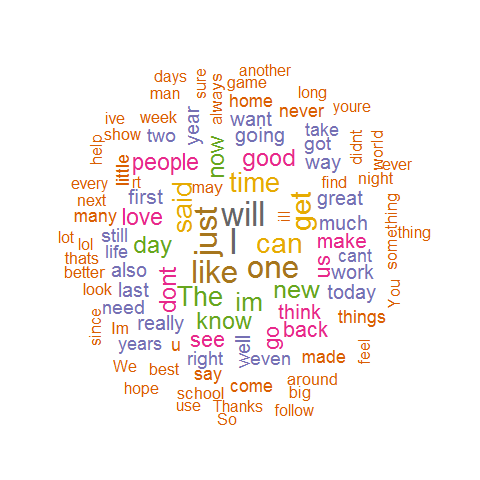 another
days
sure
game
man
always
long
home
youre
ive
week
year
want
never
take
show
two
now
going
got
didnt
world
help
little
people
good
way
ever
every
rt
first
said
may
time
find
night
next
many
love
just
will
ill
get
great
something
lot
lol
still
day
I
can
us
make
much
thing
thats
life
cant
better
also
dont
like
one
work
You
look
last
The
im
new
today
since
need
know
think
things
Im
really
see
well
go
back
years
u
right
even
made
feel
We
best
say
come
around
hope
school
big
use
Thanks
follow
So